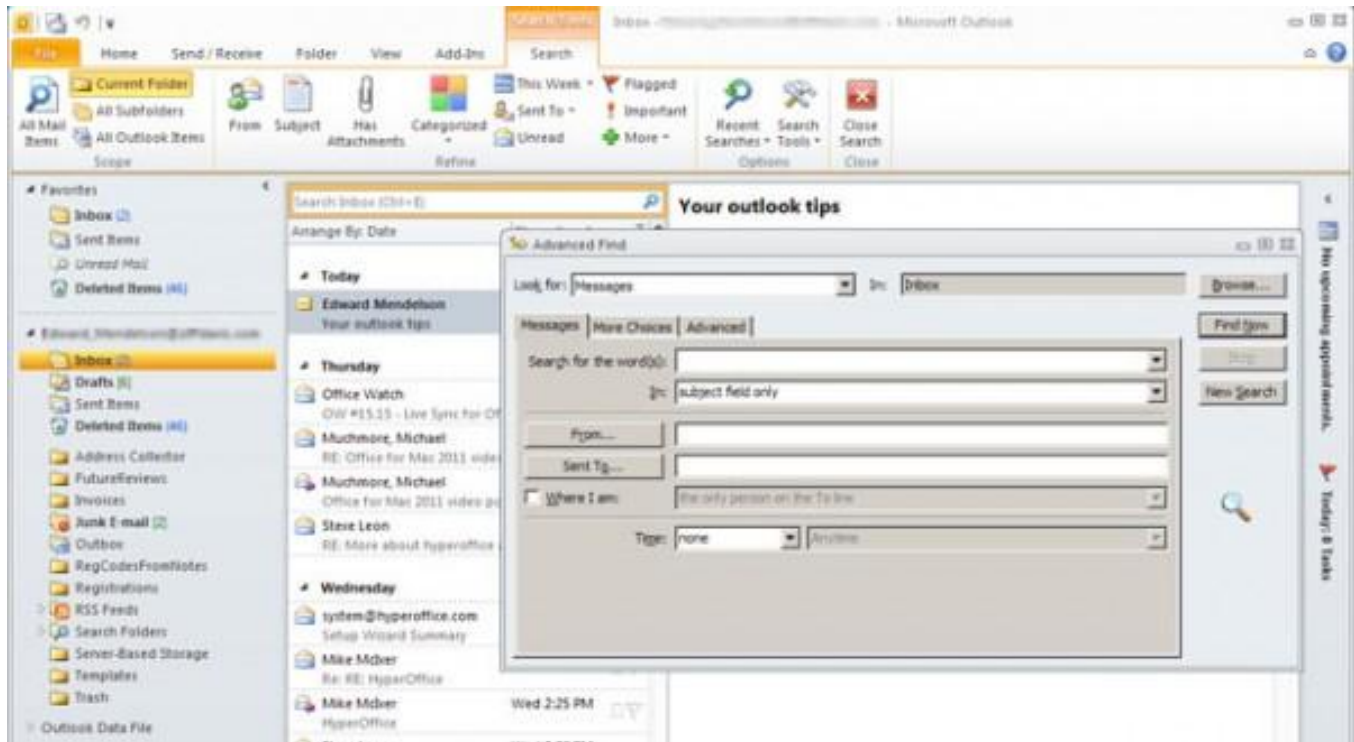 Search Tools
Inbox - - Microsoft Outlook
File Home Send / Receive Folder View Add-Ins Search
All Mail Items
Current Folder
All Subfolders
All Outlook Items
From
Subject
Has Attachments
Categorized
This Week
Sent To
Unread
Flagged
Important
More
Recent Searches
Search Tools
Close Search
Scope
Refine
Options
Close
Favorites
Inbox (2)
Sent Items
Unread Mail
Deleted Items (46)
Inbox (2)
Drafts [6]
Sent Items
Deleted Items (46)
Address Collector
FutureReviews
Invoices
Junk E-mail [2]
Outbox
RegCodesFromNotes
Registrations
RSS Feeds
Search Folders
Server-Based Storage
Templates
Trash
Outlook Data File
Search Inbox (Ctrl+E)
Arrange By: Date
Today
Edward Mendelson
Your outlook tips
Thursday
Office Watch
OW #15.15 - Live Sync for Of
Muchmore, Michael
RE: Office for Mac 2011 video
Muchmore, Michael
Office for Mac 2011 video po
Steve Leon
RE: More about hyperoffice
Wednesday
system@hyperoffice.com
Setup Wizard Summary
Mike McIver
Re: RE: HyperOffice
Mike McIver Wed 2:25 PM
HyperOffice
Your outlook tips
Advanced Find
Look for: Messages In: Inbox Browse...
Messages More Choices Advanced Find Now
Search for the word(s): Stop
In: subject field only New Search
From...
Sent To...
Where I am: the only person on the To line
Time: none Anytime
No upcoming appointments.
Today: 0 Tasks